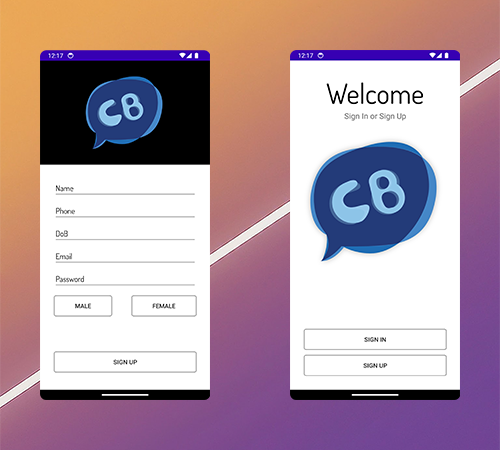 12:17
CB
Name
Phone
DoB
Email
Password
MALE FEMALE
SIGN UP
12:17
Welcome
Sign In or Sign Up
CB
SIGN IN
SIGN UP